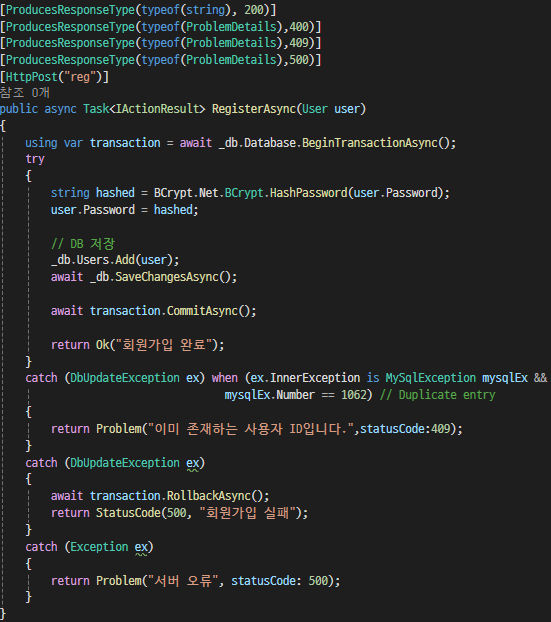 [ProducesResponseType(typeof(string), 200)]
[ProducesResponseType(typeof(ProblemDetails),400)]
[ProducesResponseType(typeof(ProblemDetails),409)]
[ProducesResponseType(typeof(ProblemDetails),500)]
[HttpPost("reg")]
참조 0개
public async Task<IActionResult> RegisterAsync(User user)
{
    using var transaction = await _db.Database.BeginTransactionAsync();
    try
    {
        string hashed = BCrypt.Net.BCrypt.HashPassword(user.Password);
        user.Password = hashed;

        // DB 저장
        _db.Users.Add(user);
        await _db.SaveChangesAsync();

        await transaction.CommitAsync();

        return Ok("회원가입 완료");
    }
    catch (DbUpdateException ex) when (ex.InnerException is MySqlException mysqlEx &&
                                   mysqlEx.Number == 1062) // Duplicate entry
    {
        return Problem("이미 존재하는 사용자 ID입니다.",statusCode:409);
    }
    catch (DbUpdateException ex)
    {
        await transaction.RollbackAsync();
        return StatusCode(500, "회원가입 실패");
    }
    catch (Exception ex)
    {
        return Problem("서버 오류", statusCode: 500);
    }
}